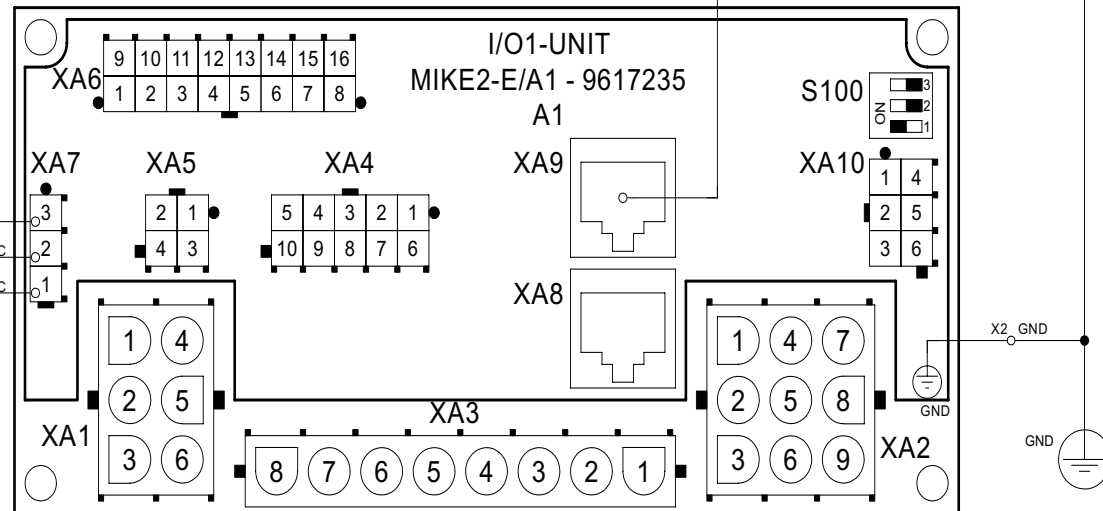 I/O1-UNIT
MIKE2-E/A1 - 9617235
A1
XA6
9 10 11 12 13 14 15 16
1 2 3 4 5 6 7 8
S100
ON
3
2
1
XA7
3
2
1
C
C
XA5
2 1
4 3
XA4
5 4 3 2 1
10 9 8 7 6
XA9
XA10
1 4
2 5
3 6
XA8
XA1
1 4
2 5
3 6
XA3
8 7 6 5 4 3 2 1
XA2
1 4 7
2 5 8
3 6 9
X2 GND
GND
GND